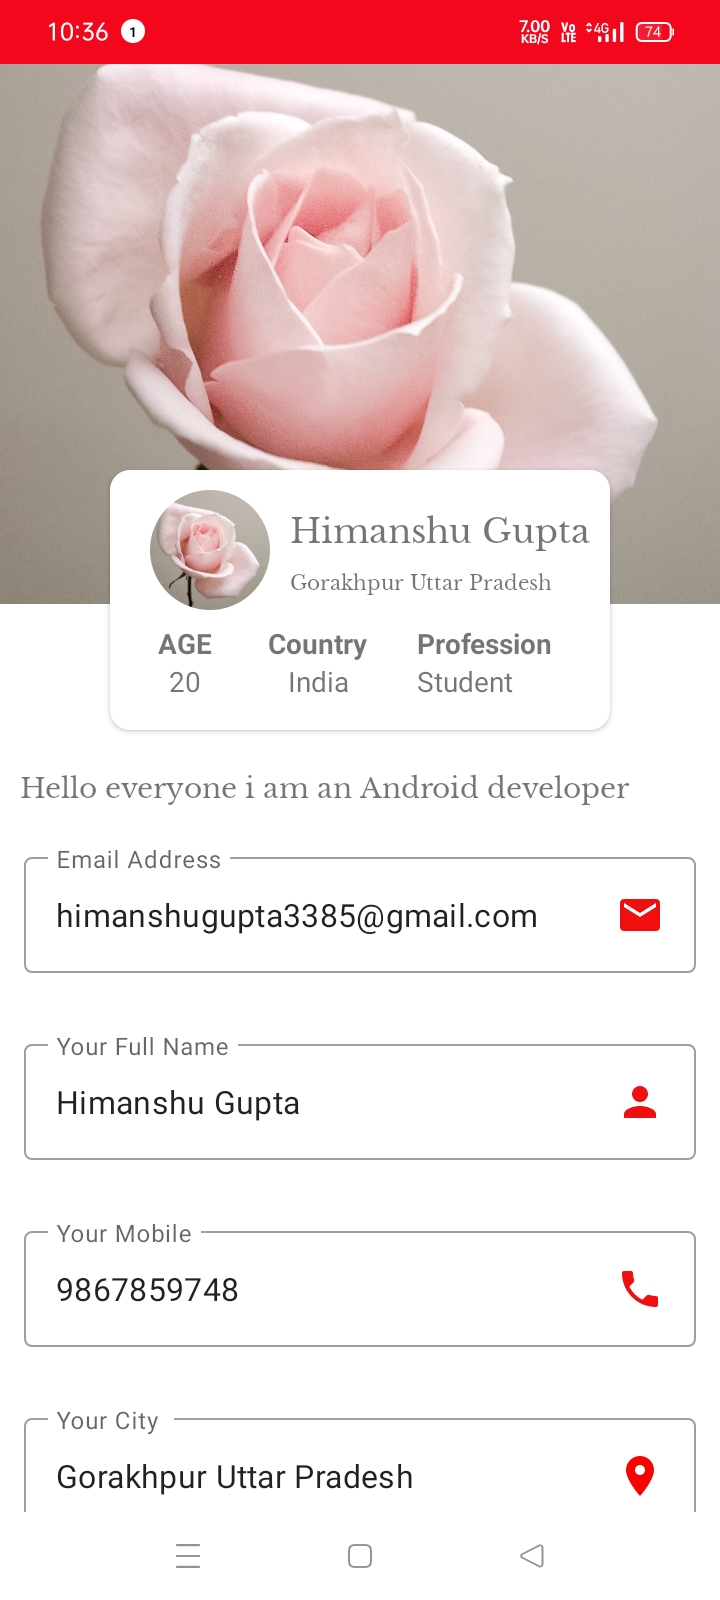 10:36 1 7.00 KB/S Vo LTE 4G 74
Himanshu Gupta
Gorakhpur Uttar Pradesh
AGE Country Profession
20 India Student
Hello everyone i am an Android developer
Email Address
himanshugupta3385@gmail.com
Your Full Name
Himanshu Gupta
Your Mobile
9867859748
Your City
Gorakhpur Uttar Pradesh